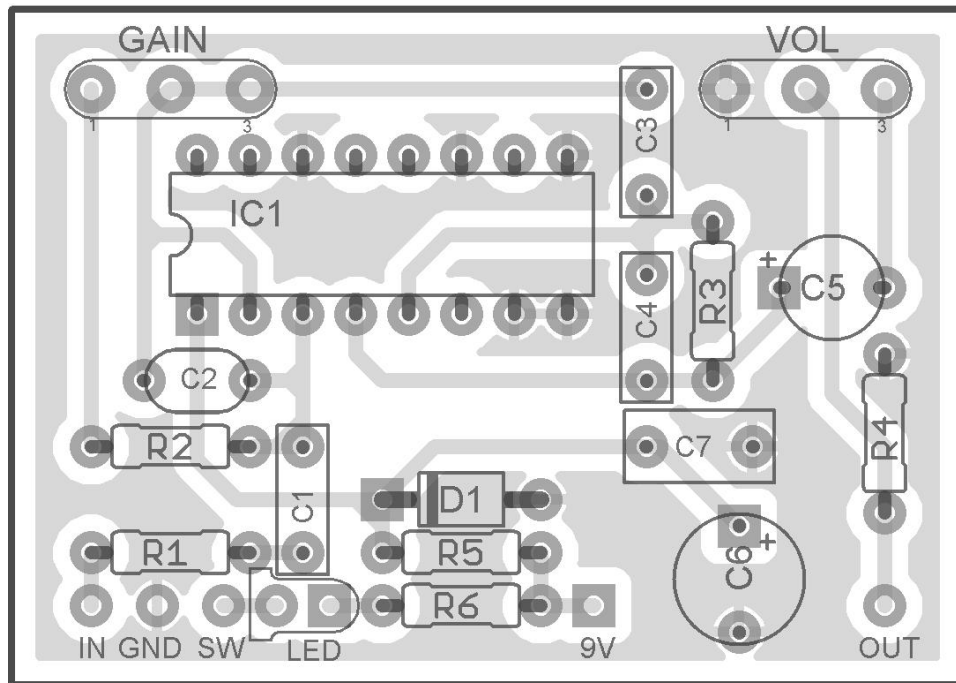 GAIN VOL
1 3 1 3
C3
IC1
R3
+
C5
C4
C2
R4
R2
C7
C1
D1
R1 R5
C6
+
R6
IN GND SW LED 9V OUT